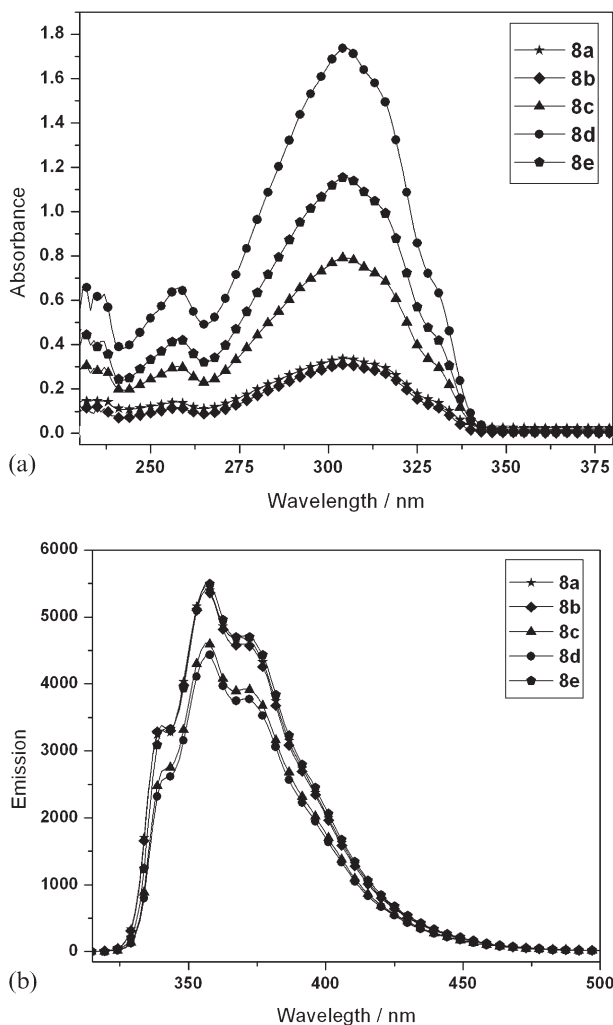 1.8
1.6
1.4
1.2
1.0
0.8
0.6
0.4
0.2
0.0
Absorbance
8a
8b
8c
8d
8e
250 275 300 325 350 375
Wavelength / nm
(a)
6000
5000
4000
3000
2000
1000
0
Emission
8a
8b
8c
8d
8e
350 400 450 500
Wavelegth / nm
(b)